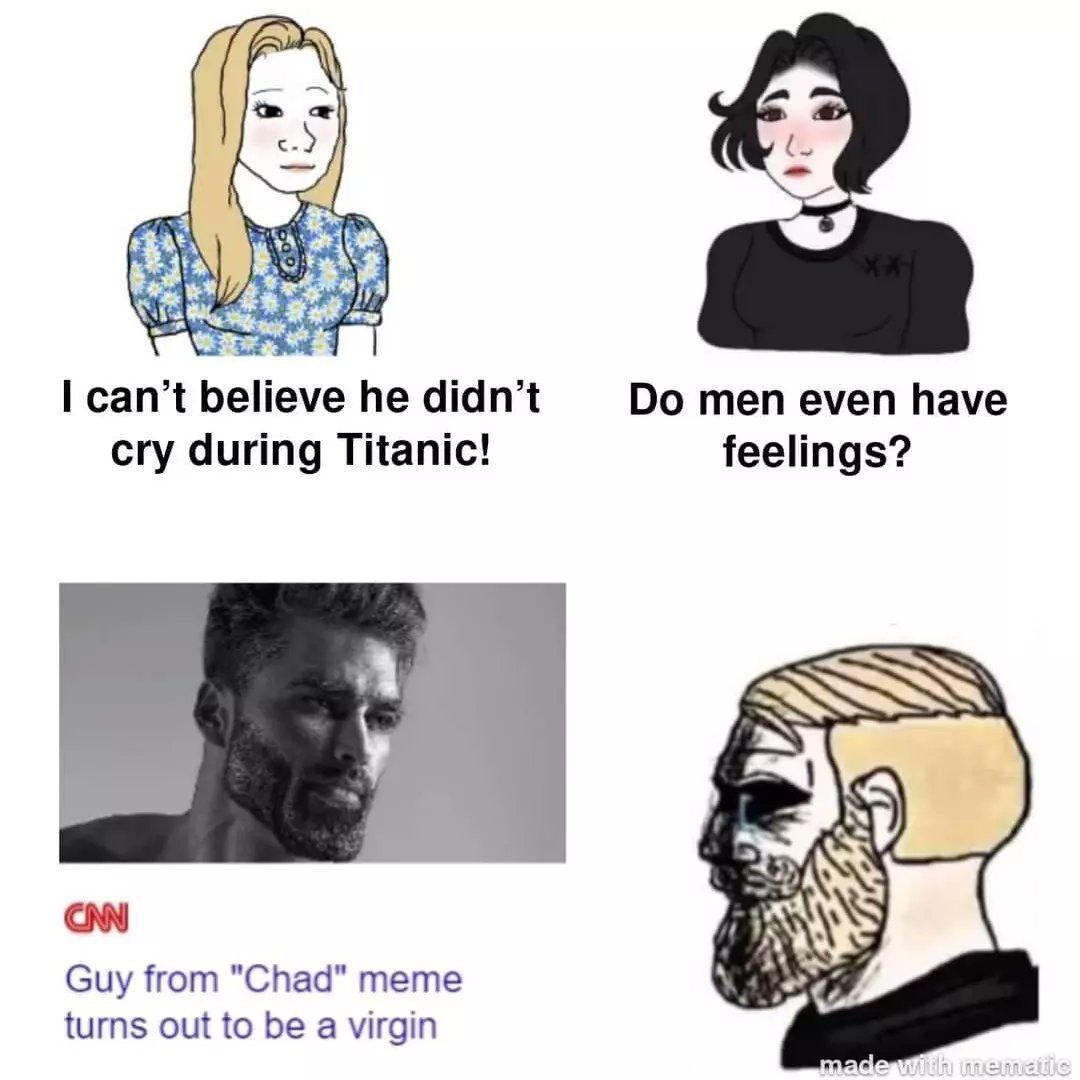 I can’t believe he didn’t
cry during Titanic!
Do men even have
feelings?
CNN
Guy from "Chad" meme
turns out to be a virgin
made with mematic